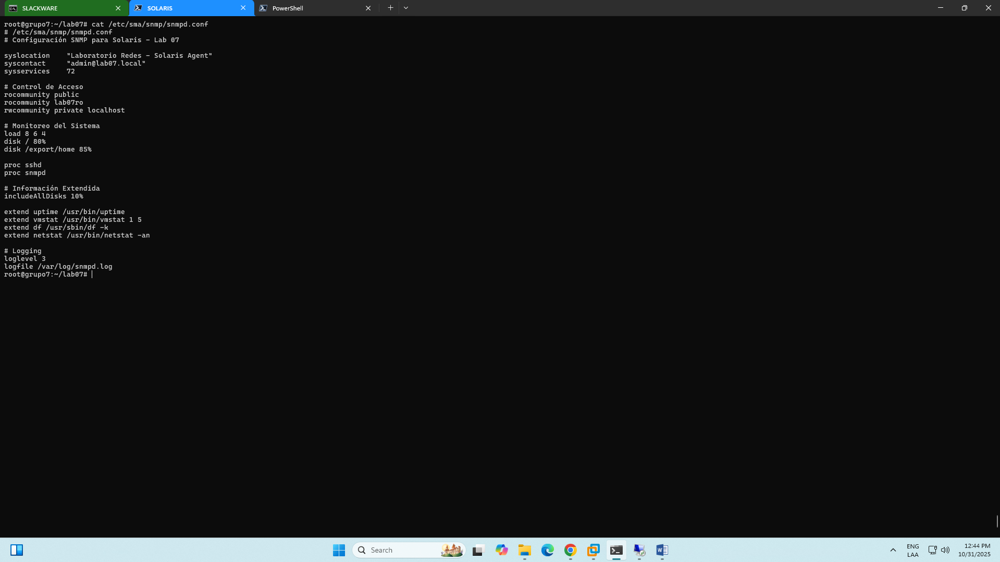 SLACKWARE
SOLARIS
PowerShell
root@grupo7:~/lab07# cat /etc/sma/snmp/snmpd.conf
# /etc/sma/snmp/snmpd.conf
# Configuración SNMP para Solaris - Lab 07
syslocation    "Laboratorio Redes - Solaris Agent"
syscontact     "admin@lab07.local"
sysservices    72
# Control de Acceso
rocommunity public
rocommunity lab07ro
rwcommunity private localhost
# Monitoreo del Sistema
load 8 6 4
disk / 80%
disk /export/home 85%
proc sshd
proc snmpd
# Información Extendida
includeAllDisks 10%
extend uptime /usr/bin/uptime
extend vmstat /usr/bin/vmstat 1 5
extend df /usr/sbin/df -k
extend netstat /usr/bin/netstat -an
# Logging
loglevel 3
logfile /var/log/snmpd.log
root@grupo7:~/lab07#
Search
ENG
LAA
12:44 PM
10/31/2025